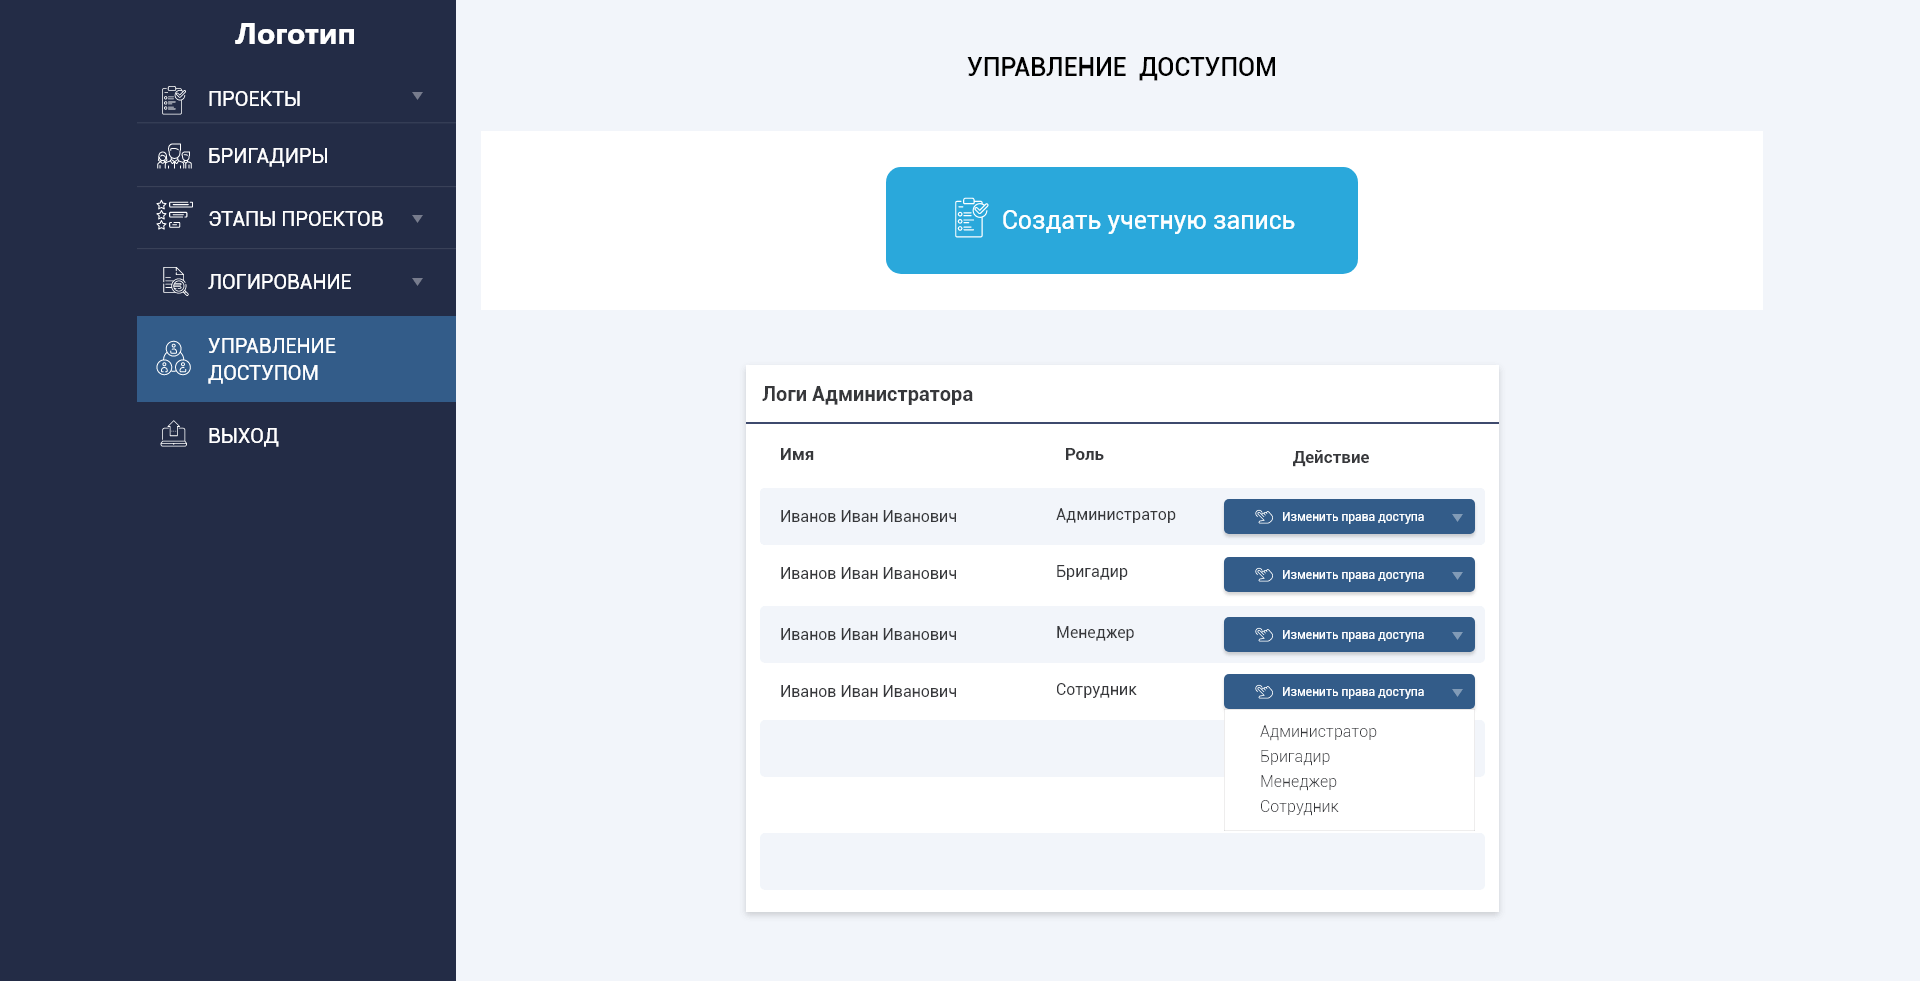 Логотип
ПРОЕКТЫ
БРИГАДИРЫ
ЭТАПЫ ПРОЕКТОВ
ЛОГИРОВАНИЕ
УПРАВЛЕНИЕ
ДОСТУПОМ
ВЫХОД
УПРАВЛЕНИЕ ДОСТУПОМ
Создать учетную запись
Логи Администратора
Имя Роль Действие
Иванов Иван Иванович Администратор Изменить права доступа
Иванов Иван Иванович Бригадир Изменить права доступа
Иванов Иван Иванович Менеджер Изменить права доступа
Иванов Иван Иванович Сотрудник Изменить права доступа
Администратор
Бригадир
Менеджер
Сотрудник